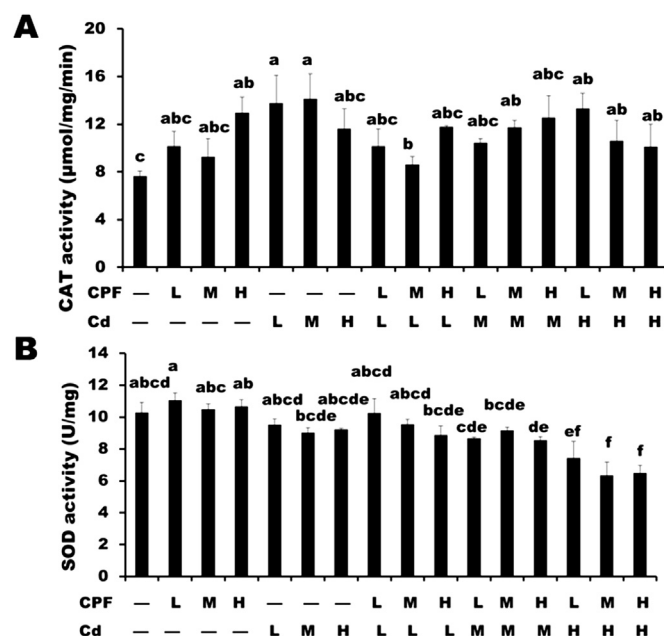 A
CAT activity (μmol/mg/min)
20
16
12
8
4
0
c abc abc ab a a abc abc b abc abc ab abc ab ab ab
CPF — L M H — — — L M H L M H L M H
Cd — — — — L M H L L L M M M H H H
B
SOD activity (U/mg)
14
12
10
8
6
4
2
0
abcd a abc ab abcd bcde abcde abcd abcd bcde cde bcde de ef f f
CPF — L M H — — — L M H L M H L M H
Cd — — — — L M H L L L M M M H H H